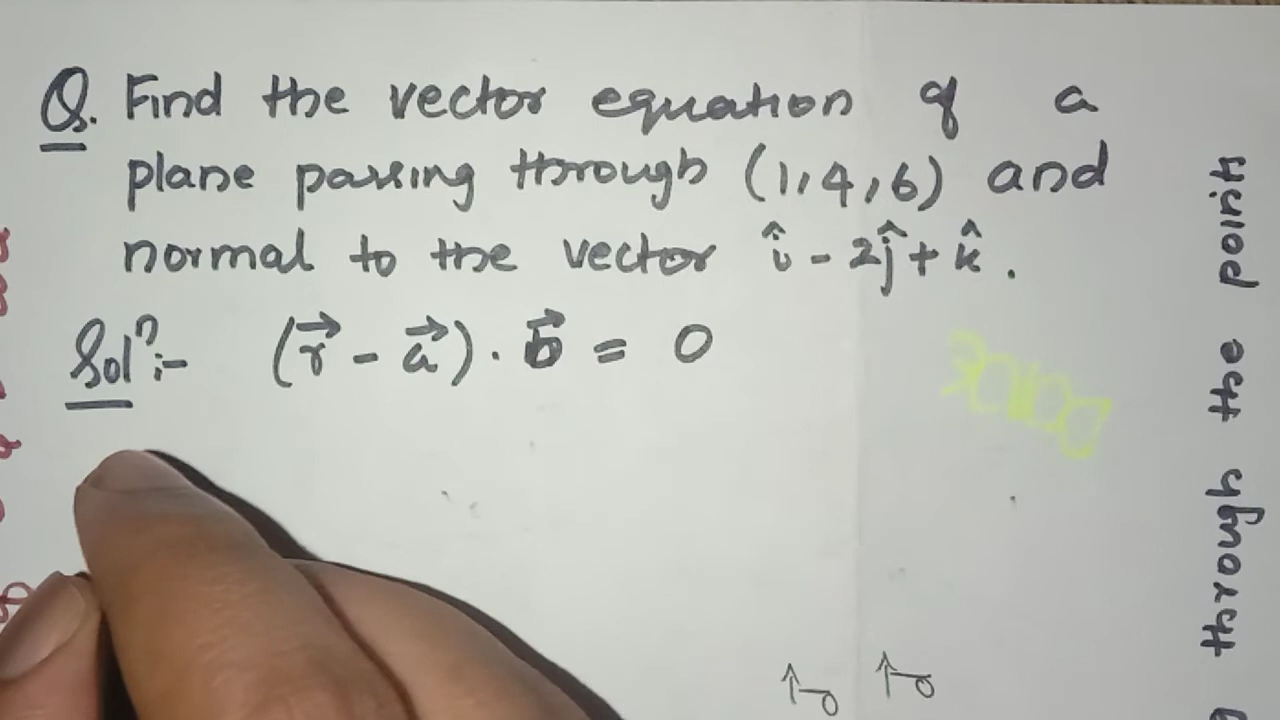 Q. Find the vector equation of a
plane passing through (1,4,6) and
normal to the vector î - 2ĵ + k̂ .
Solⁿ:- (r⃗ - a⃗) . b⃗ = 0
through the point